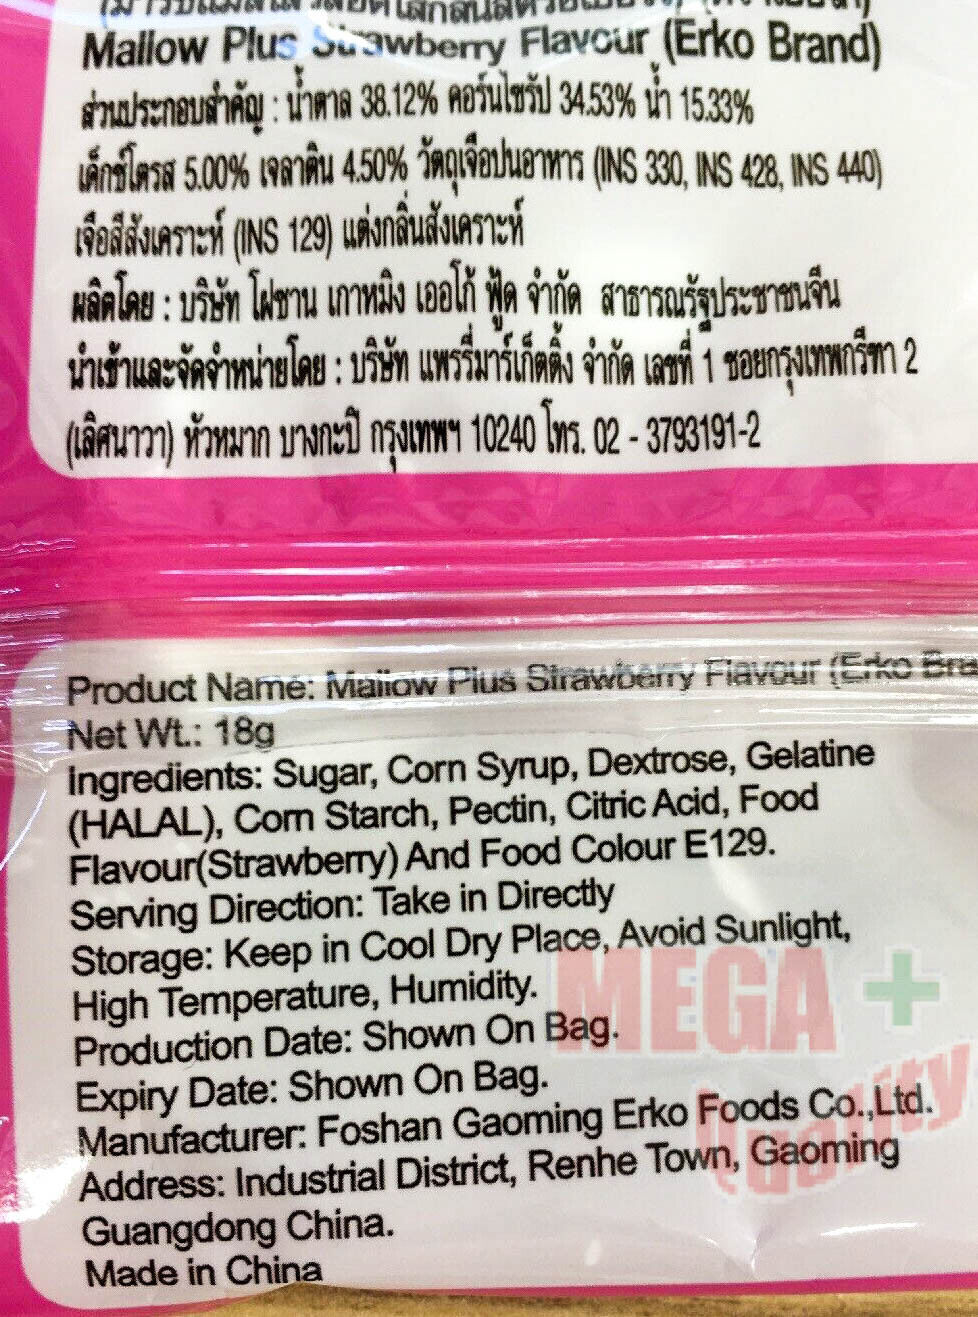 Mallow Plus Strawberry Flavour (Erko Brand)
ส่วนประกอบสำคัญ : น้ำตาล 38.12% คอร์นไซรัป 34.53% น้ำ 15.33%
เด็กซ์โตรส 5.00% เจลาติน 4.50% วัตถุเจือปนอาหาร (INS 330, INS 428, INS 440)
เจือสีสังเคราะห์ (INS 129) แต่งกลิ่นสังเคราะห์
ผลิตโดย : บริษัท โฝซาน เกาหมิง เออโก้ ฟู้ด จำกัด สาธารณรัฐประชาชนจีน
นำเข้าและจัดจำหน่ายโดย : บริษัท แพรรี่มาร์เก็ตติ้ง จำกัด เลขที่ 1 ซอยกรุงเทพกรีฑา 2
(เลิศนาวา) หัวหมาก บางกะปิ กรุงเทพฯ 10240 โทร. 02 - 3793191-2
Product Name: Mallow Plus Strawberry Flavour (Erko Bra
Net Wt.: 18g
Ingredients: Sugar, Corn Syrup, Dextrose, Gelatine
(HALAL), Corn Starch, Pectin, Citric Acid, Food
Flavour(Strawberry) And Food Colour E129.
Serving Direction: Take in Directly
Storage: Keep in Cool Dry Place, Avoid Sunlight,
High Temperature, Humidity.
Production Date: Shown On Bag.
Expiry Date: Shown On Bag.
Manufacturer: Foshan Gaoming Erko Foods Co.,Ltd.
Address: Industrial District, Renhe Town, Gaoming
Guangdong China.
Made in China
MEGA +
Quality